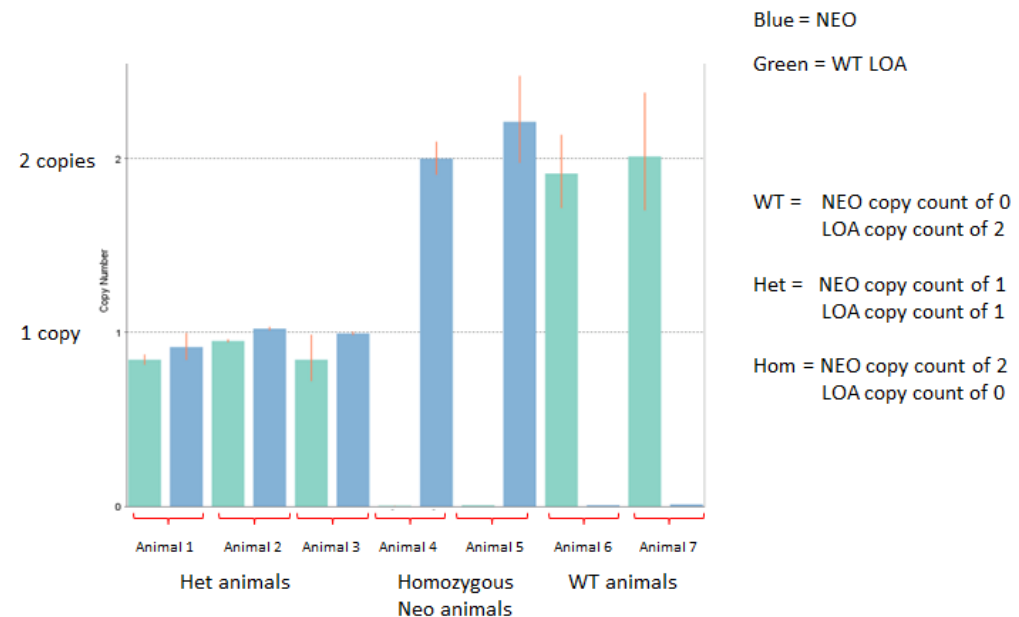 Blue = NEO
Green = WT LOA
2 copies
2
WT = NEO copy count of 0
LOA copy count of 2
Copy Number
Het = NEO copy count of 1
LOA copy count of 1
1 copy
1
Hom = NEO copy count of 2
LOA copy count of 0
0
Animal 1 Animal 2 Animal 3 Animal 4 Animal 5 Animal 6 Animal 7
Het animals
Homozygous
Neo animals
WT animals